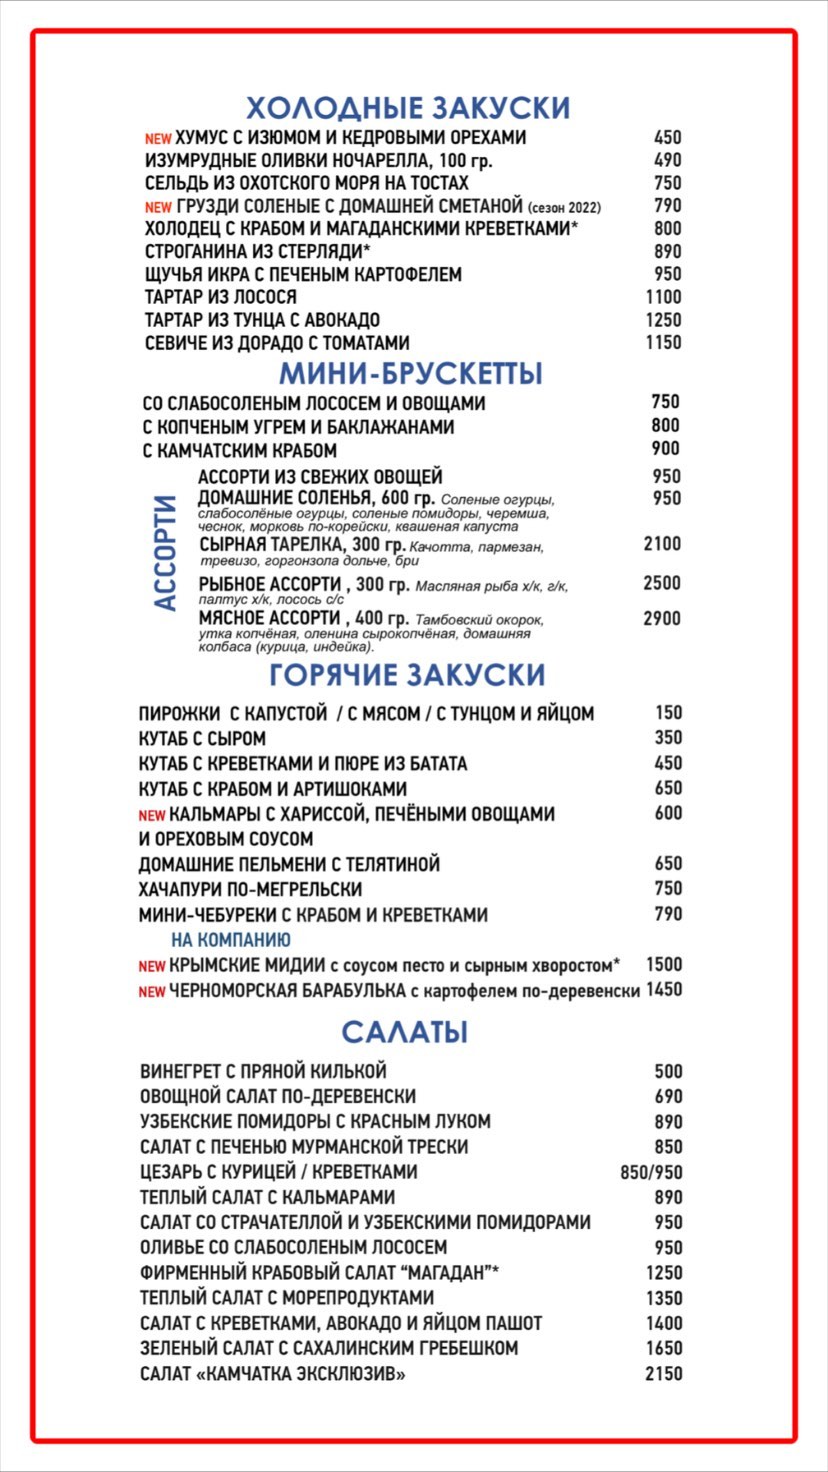 ХОЛОДНЫЕ ЗАКУСКИ
NEW ХУМУС С ИЗЮМОМ И КЕДРОВЫМИ ОРЕХАМИ 450
ИЗУМРУДНЫЕ ОЛИВКИ НОЧАРЕЛЛА, 100 гр. 490
СЕЛЬДЬ ИЗ ОХОТСКОГО МОРЯ НА ТОСТАХ 750
NEW ГРУЗДИ СОЛЕНЫЕ С ДОМАШНЕЙ СМЕТАНОЙ (сезон 2022) 790
ХОЛОДЕЦ С КРАБОМ И МАГАДАНСКИМИ КРЕВЕТКАМИ* 800
СТРОГАНИНА ИЗ СТЕРЛЯДИ* 890
ЩУЧЬЯ ИКРА С ПЕЧЕНЫМ КАРТОФЕЛЕМ 950
ТАРТАР ИЗ ЛОСОСЯ 1100
ТАРТАР ИЗ ТУНЦА С АВОКАДО 1250
СЕВИЧЕ ИЗ ДОРАДО С ТОМАТАМИ 1150
МИНИ-БРУСКЕТТЫ
СО СЛАБОСОЛЕНЫМ ЛОСОСЕМ И ОВОЩАМИ 750
С КОПЧЕНЫМ УГРЕМ И БАКЛАЖАНАМИ 800
С КАМЧАТСКИМ КРАБОМ 900
АССОРТИ
АССОРТИ ИЗ СВЕЖИХ ОВОЩЕЙ 950
ДОМАШНИЕ СОЛЕНЬЯ, 600 гр. Соленые огурцы, 950
слабосолёные огурцы, соленые помидоры, черемша,
чеснок, морковь по-корейски, квашеная капуста
СЫРНАЯ ТАРЕЛКА, 300 гр. Качотта, пармезан, 2100
тревизо, горгонзола дольче, бри
РЫБНОЕ АССОРТИ , 300 гр. Масляная рыба х/к, г/к, 2500
палтус х/к, лосось с/с
МЯСНОЕ АССОРТИ , 400 гр. Тамбовский окорок, 2900
утка копчёная, оленина сырокопчёная, домашняя
колбаса (курица, индейка).
ГОРЯЧИЕ ЗАКУСКИ
ПИРОЖКИ С КАПУСТОЙ / С МЯСОМ / С ТУНЦОМ И ЯЙЦОМ 150
КУТАБ С СЫРОМ 350
КУТАБ С КРЕВЕТКАМИ И ПЮРЕ ИЗ БАТАТА 450
КУТАБ С КРАБОМ И АРТИШОКАМИ 650
NEW КАЛЬМАРЫ С ХАРИССОЙ, ПЕЧЁНЫМИ ОВОЩАМИ 600
И ОРЕХОВЫМ СОУСОМ
ДОМАШНИЕ ПЕЛЬМЕНИ С ТЕЛЯТИНОЙ 650
ХАЧАПУРИ ПО-МЕГРЕЛЬСКИ 750
МИНИ-ЧЕБУРЕКИ С КРАБОМ И КРЕВЕТКАМИ 790
НА КОМПАНИЮ
NEW КРЫМСКИЕ МИДИИ с соусом песто и сырным хворостом* 1500
NEW ЧЕРНОМОРСКАЯ БАРАБУЛЬКА с картофелем по-деревенски 1450
САЛАТЫ
ВИНЕГРЕТ С ПРЯНОЙ КИЛЬКОЙ 500
ОВОЩНОЙ САЛАТ ПО-ДЕРЕВЕНСКИ 690
УЗБЕКСКИЕ ПОМИДОРЫ С КРАСНЫМ ЛУКОМ 890
САЛАТ С ПЕЧЕНЬЮ МУРМАНСКОЙ ТРЕСКИ 850
ЦЕЗАРЬ С КУРИЦЕЙ / КРЕВЕТКАМИ 850/950
ТЕПЛЫЙ САЛАТ С КАЛЬМАРАМИ 890
САЛАТ СО СТРАЧАТЕЛЛОЙ И УЗБЕКСКИМИ ПОМИДОРАМИ 950
ОЛИВЬЕ СО СЛАБОСОЛЕНЫМ ЛОСОСЕМ 950
ФИРМЕННЫЙ КРАБОВЫЙ САЛАТ “МАГАДАН”* 1250
ТЕПЛЫЙ САЛАТ С МОРЕПРОДУКТАМИ 1350
САЛАТ С КРЕВЕТКАМИ, АВОКАДО И ЯЙЦОМ ПАШОТ 1400
ЗЕЛЕНЫЙ САЛАТ С САХАЛИНСКИМ ГРЕБЕШКОМ 1650
САЛАТ «КАМЧАТКА ЭКСКЛЮЗИВ» 2150